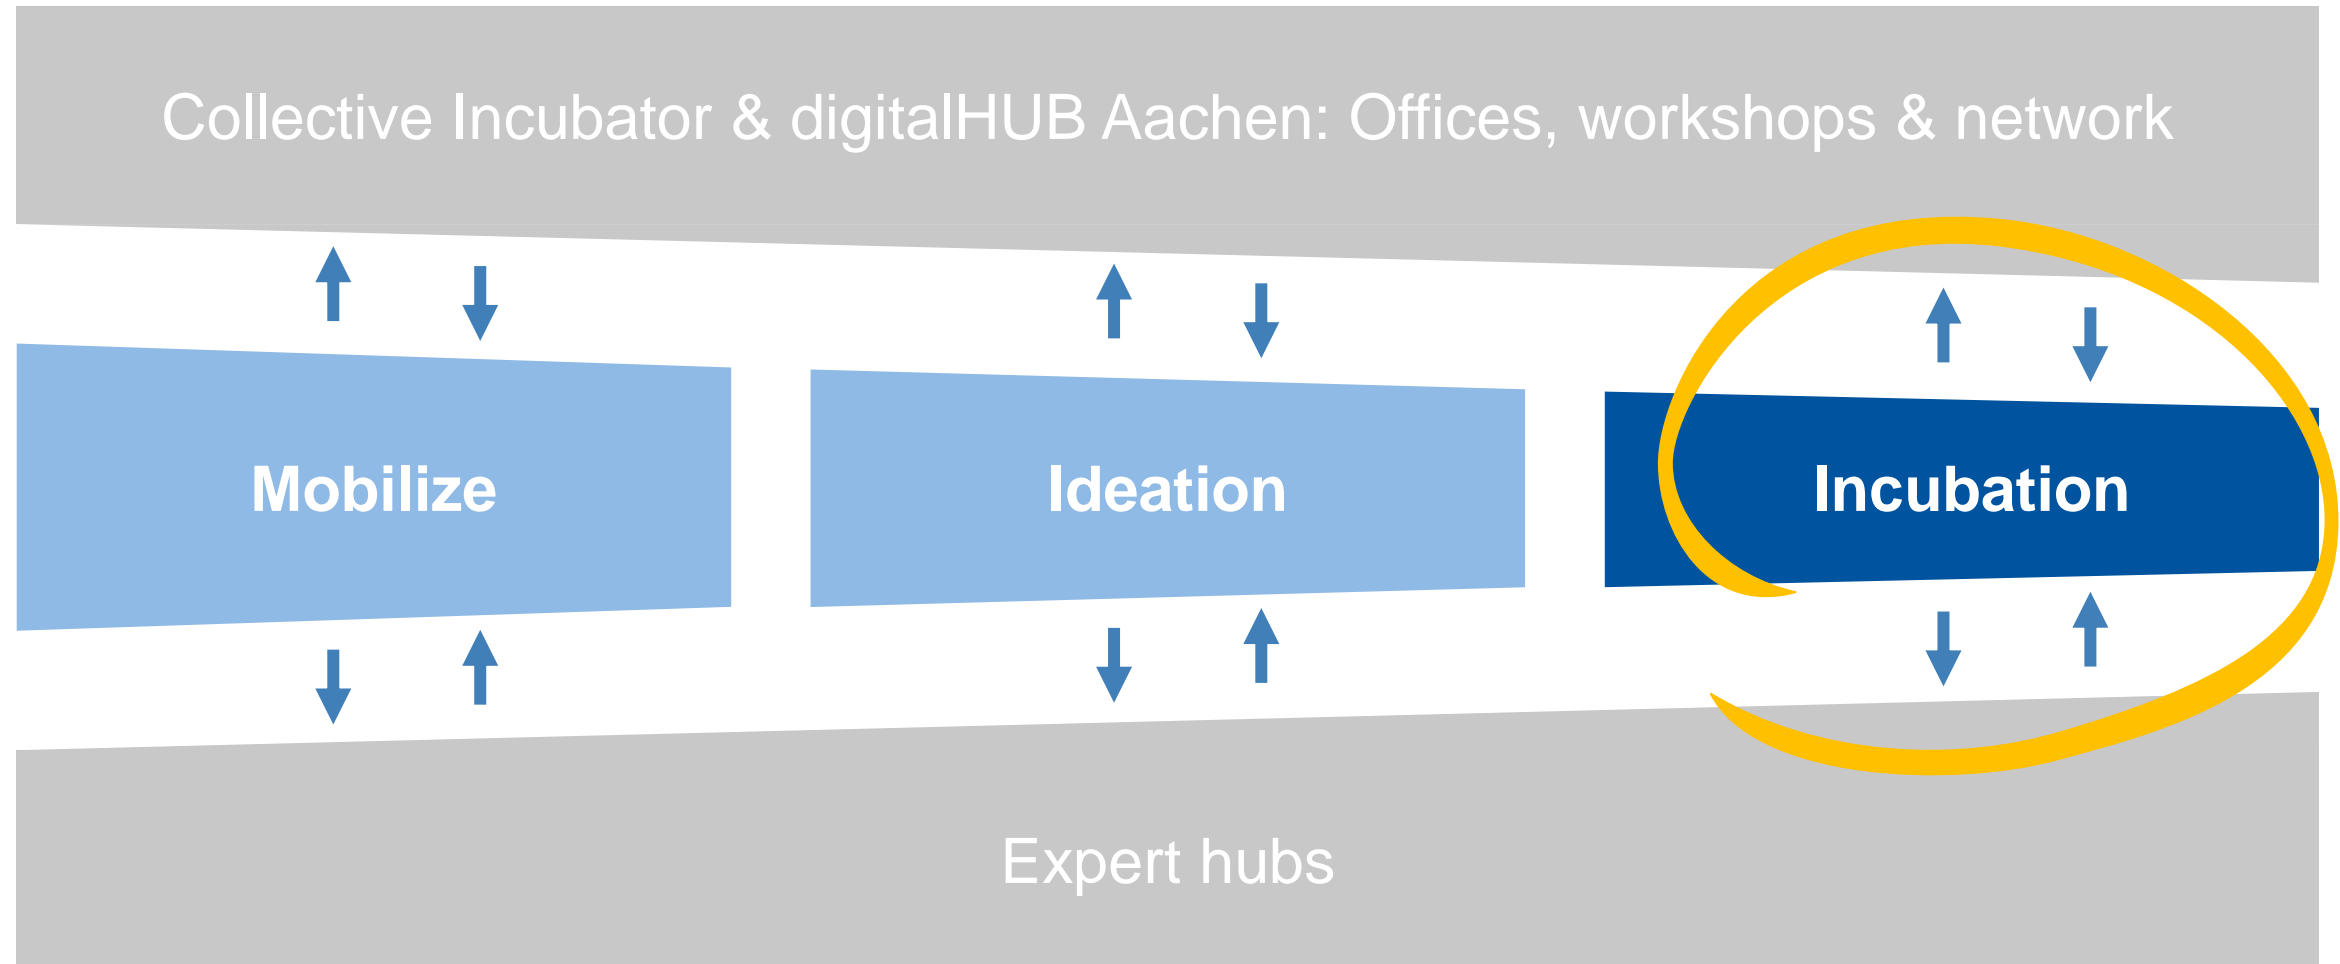 Collective Incubator & digitalHUB Aachen: Offices, workshops & network
Mobilize
Ideation
Incubation
Expert hubs